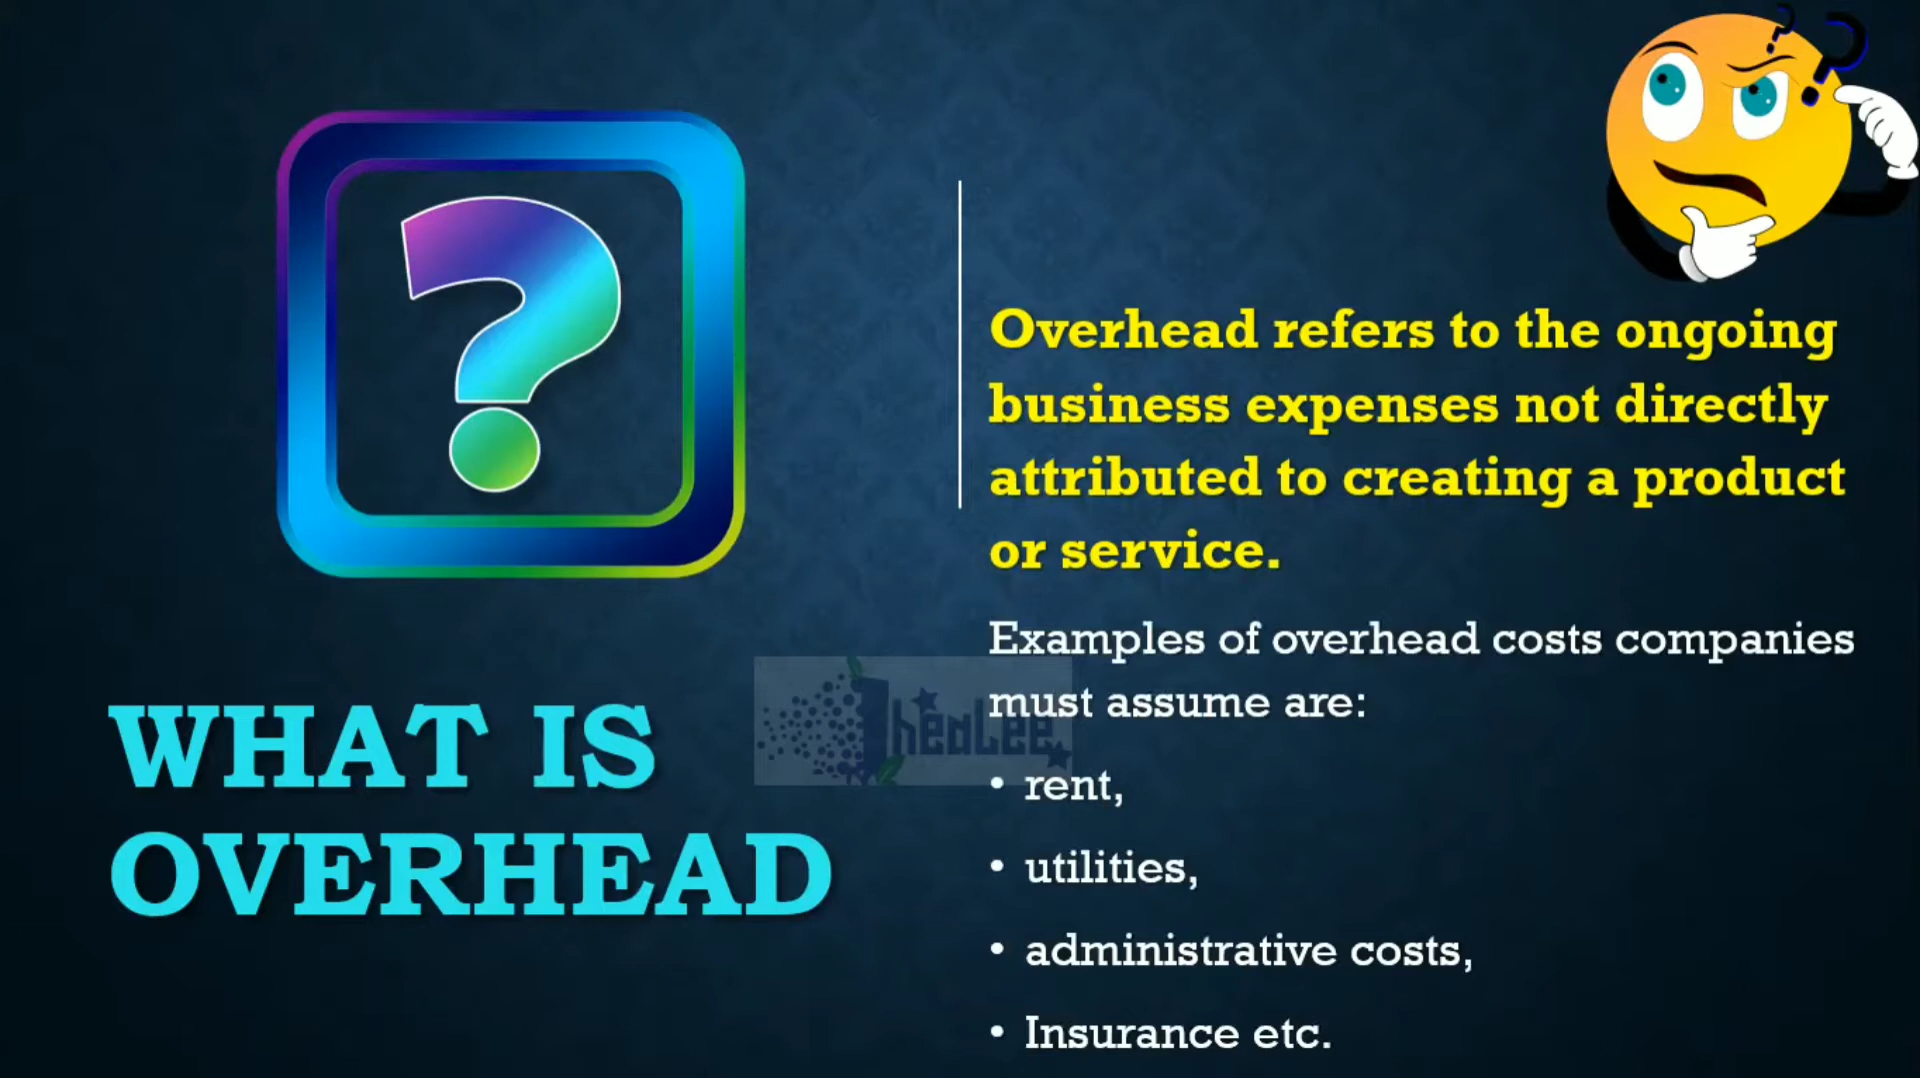 WHAT IS
OVERHEAD
Overhead refers to the ongoing
business expenses not directly
attributed to creating a product
or service.
Examples of overhead costs companies
must assume are:
• rent,
• utilities,
• administrative costs,
• Insurance etc.
ThedLee